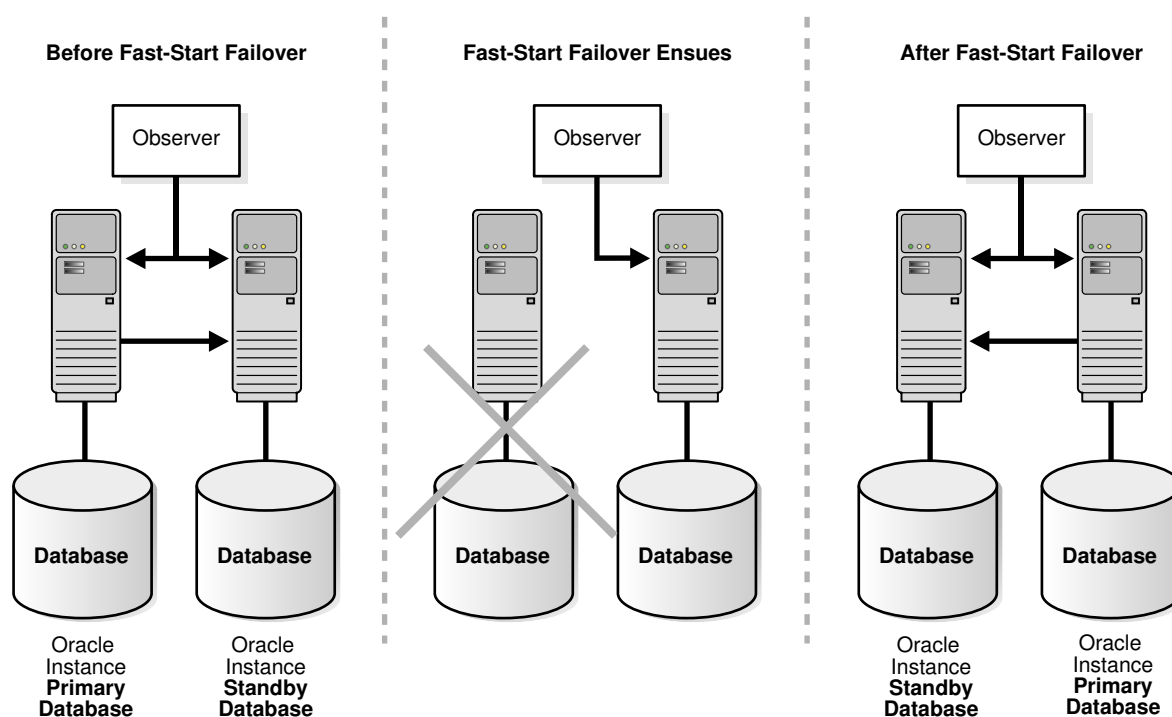 Before Fast-Start Failover
Observer
Database
Database
Oracle
Instance
Primary
Database
Oracle
Instance
Standby
Database
Fast-Start Failover Ensues
Observer
Database
Database
After Fast-Start Failover
Observer
Database
Database
Oracle
Instance
Standby
Database
Oracle
Instance
Primary
Database